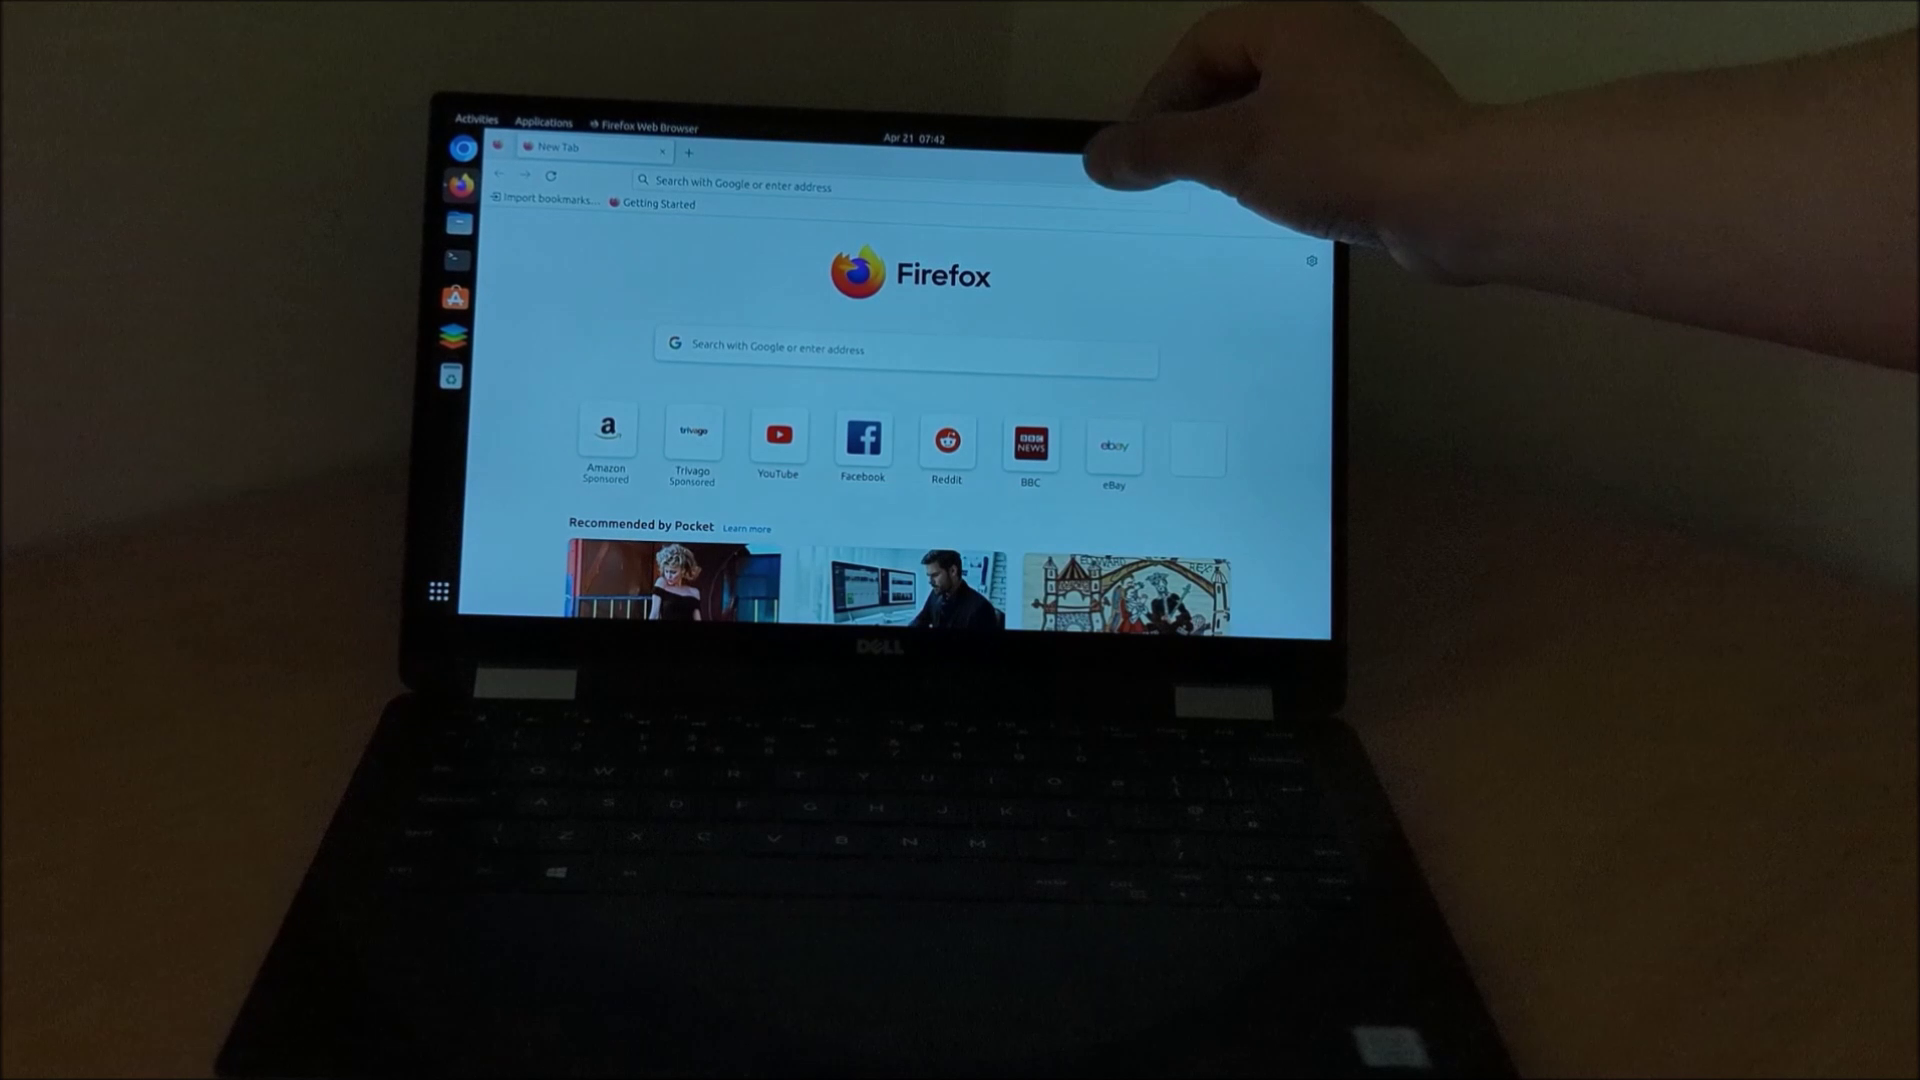 Activities Applications Firefox Web Browser Apr 21 07:42
New Tab
Search with Google or enter address
Import bookmarks... Getting Started
Firefox
Search with Google or enter address
a trivago f BBC NEWS ebay
Amazon Trivago YouTube Facebook Reddit BBC eBay
Sponsored Sponsored
Recommended by Pocket Learn more
EDWARD REX
DELL
Q W E R T Y U I O P
A S D F G H J K L
Z X C V B N M